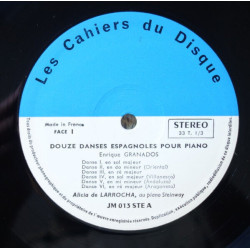 Les Cahiers du Disque
Made in France
FACE 1
STEREO
33 T. 1/3
DOUZE DANSES ESPAGNOLES POUR PIANO
Enrique GRANADOS
Danse I, en sol majeur
Danse II, en do mineur (Oriental)
Danse III, en ré majeur
Danse IV, en sol majeur (Villanesca)
Danse V, en mi mineur (Andaluza)
Danse VI, en ré majeur (Aragonesa)
Alicia de LARROCHA, au piano Steinway
JM 013 STE A